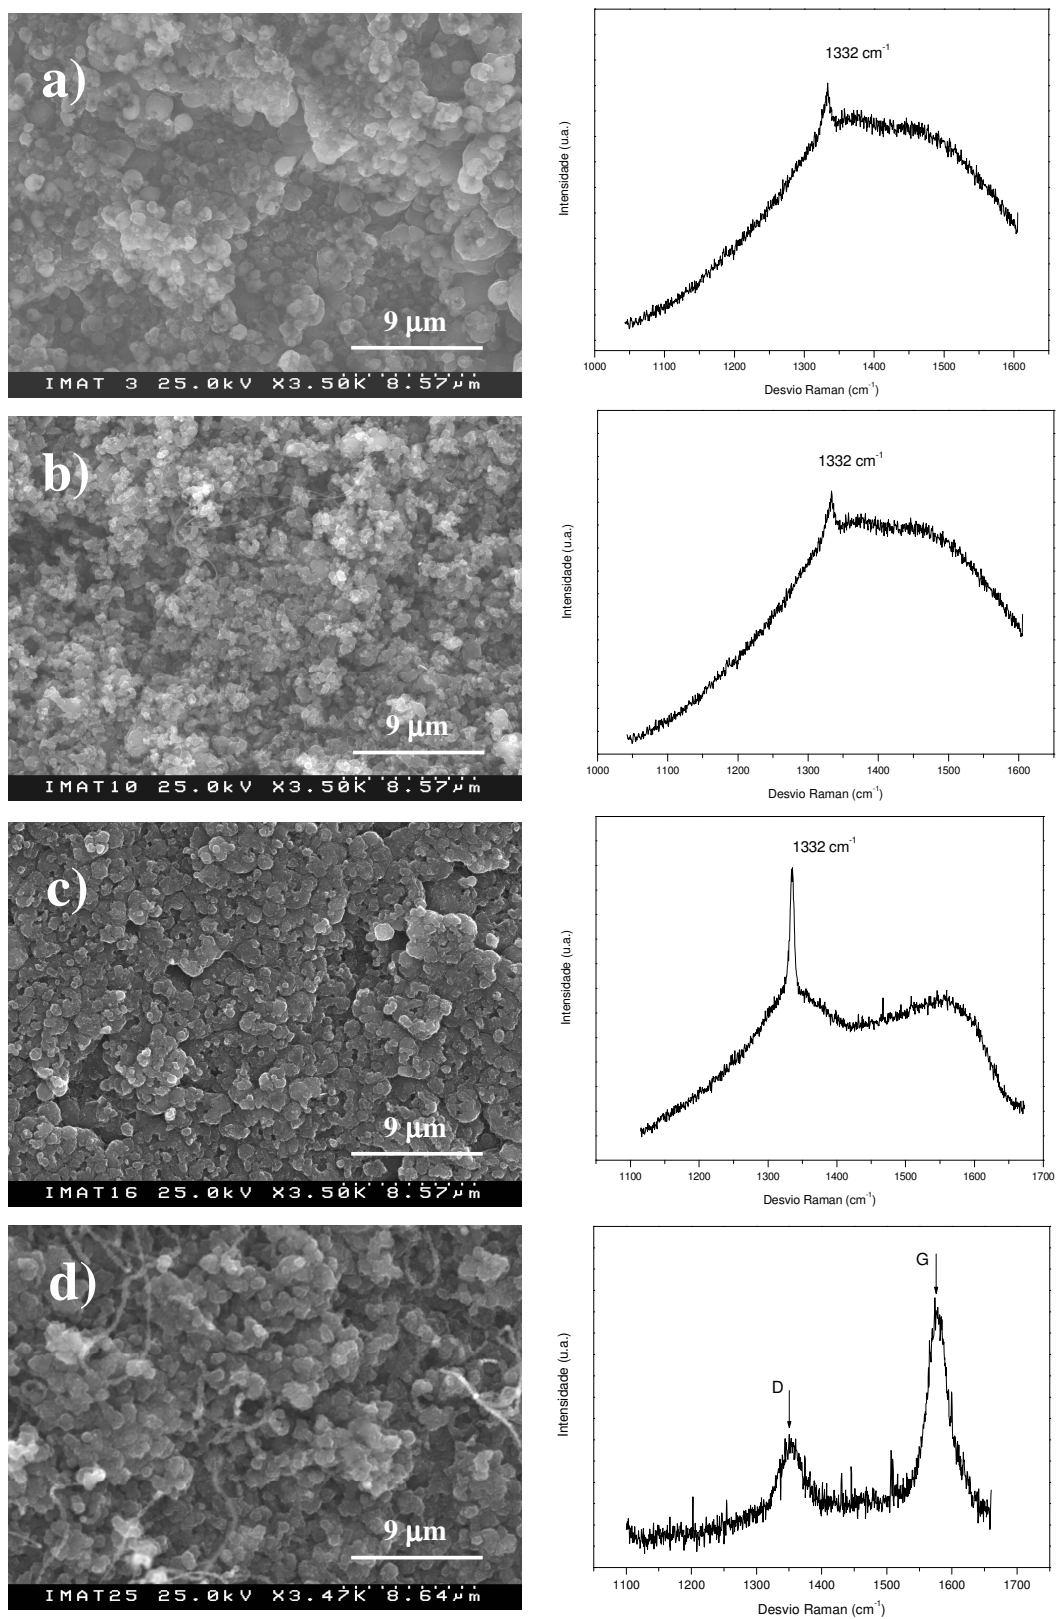 a)
9 µm
IMAT 3 25.0kV X3.50K 8.57µm
1332 cm⁻¹
Intensidade (u.a.)
1000 1100 1200 1300 1400 1500 1600
Desvio Raman (cm⁻¹)
b)
9 µm
IMAT10 25.0kV X3.50K 8.57µm
1332 cm⁻¹
Intensidade (u.a.)
1000 1100 1200 1300 1400 1500 1600
Desvio Raman (cm⁻¹)
c)
9 µm
IMAT16 25.0kV X3.50K 8.57µm
1332 cm⁻¹
Intensidade (u.a.)
1100 1200 1300 1400 1500 1600 1700
Desvio Raman (cm⁻¹)
d)
9 µm
IMAT25 25.0kV X3.47K 8.64µm
G
D
Intensidade (u.a.)
1100 1200 1300 1400 1500 1600 1700
Desvio Raman (cm⁻¹)